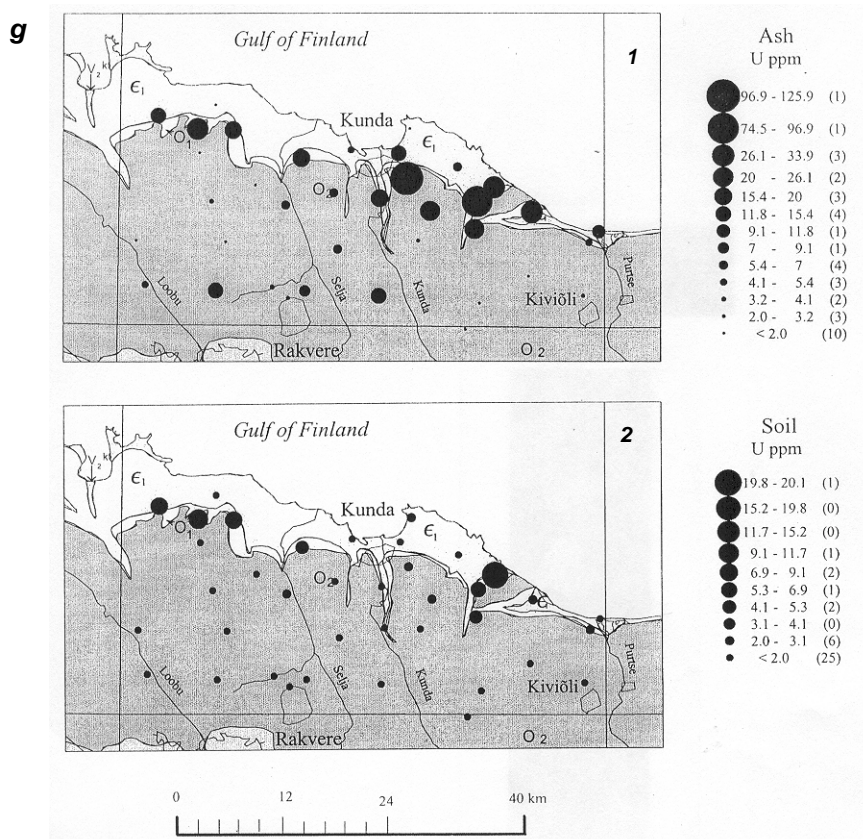 g
Gulf of Finland
1
Є₁
V₂
O₁
Kunda
Є₁
O₂
Loobu
Selja
Kunda
Kiviõli
Purtse
Rakvere
O₂
Ash
U ppm
96.9 - 125.9 (1)
74.5 - 96.9 (1)
26.1 - 33.9 (3)
20 - 26.1 (2)
15.4 - 20 (3)
11.8 - 15.4 (4)
9.1 - 11.8 (1)
7 - 9.1 (1)
5.4 - 7 (4)
4.1 - 5.4 (3)
3.2 - 4.1 (2)
2.0 - 3.2 (3)
< 2.0 (10)
Gulf of Finland
2
Є₁
V₂
O₁
Kunda
Є₁
O₂
Loobu
Selja
Kunda
Kiviõli
Purtse
Rakvere
O₂
Soil
U ppm
19.8 - 20.1 (1)
15.2 - 19.8 (0)
11.7 - 15.2 (0)
9.1 - 11.7 (1)
6.9 - 9.1 (2)
5.3 - 6.9 (1)
4.1 - 5.3 (2)
3.1 - 4.1 (0)
2.0 - 3.1 (6)
< 2.0 (25)
0 12 24 40 km